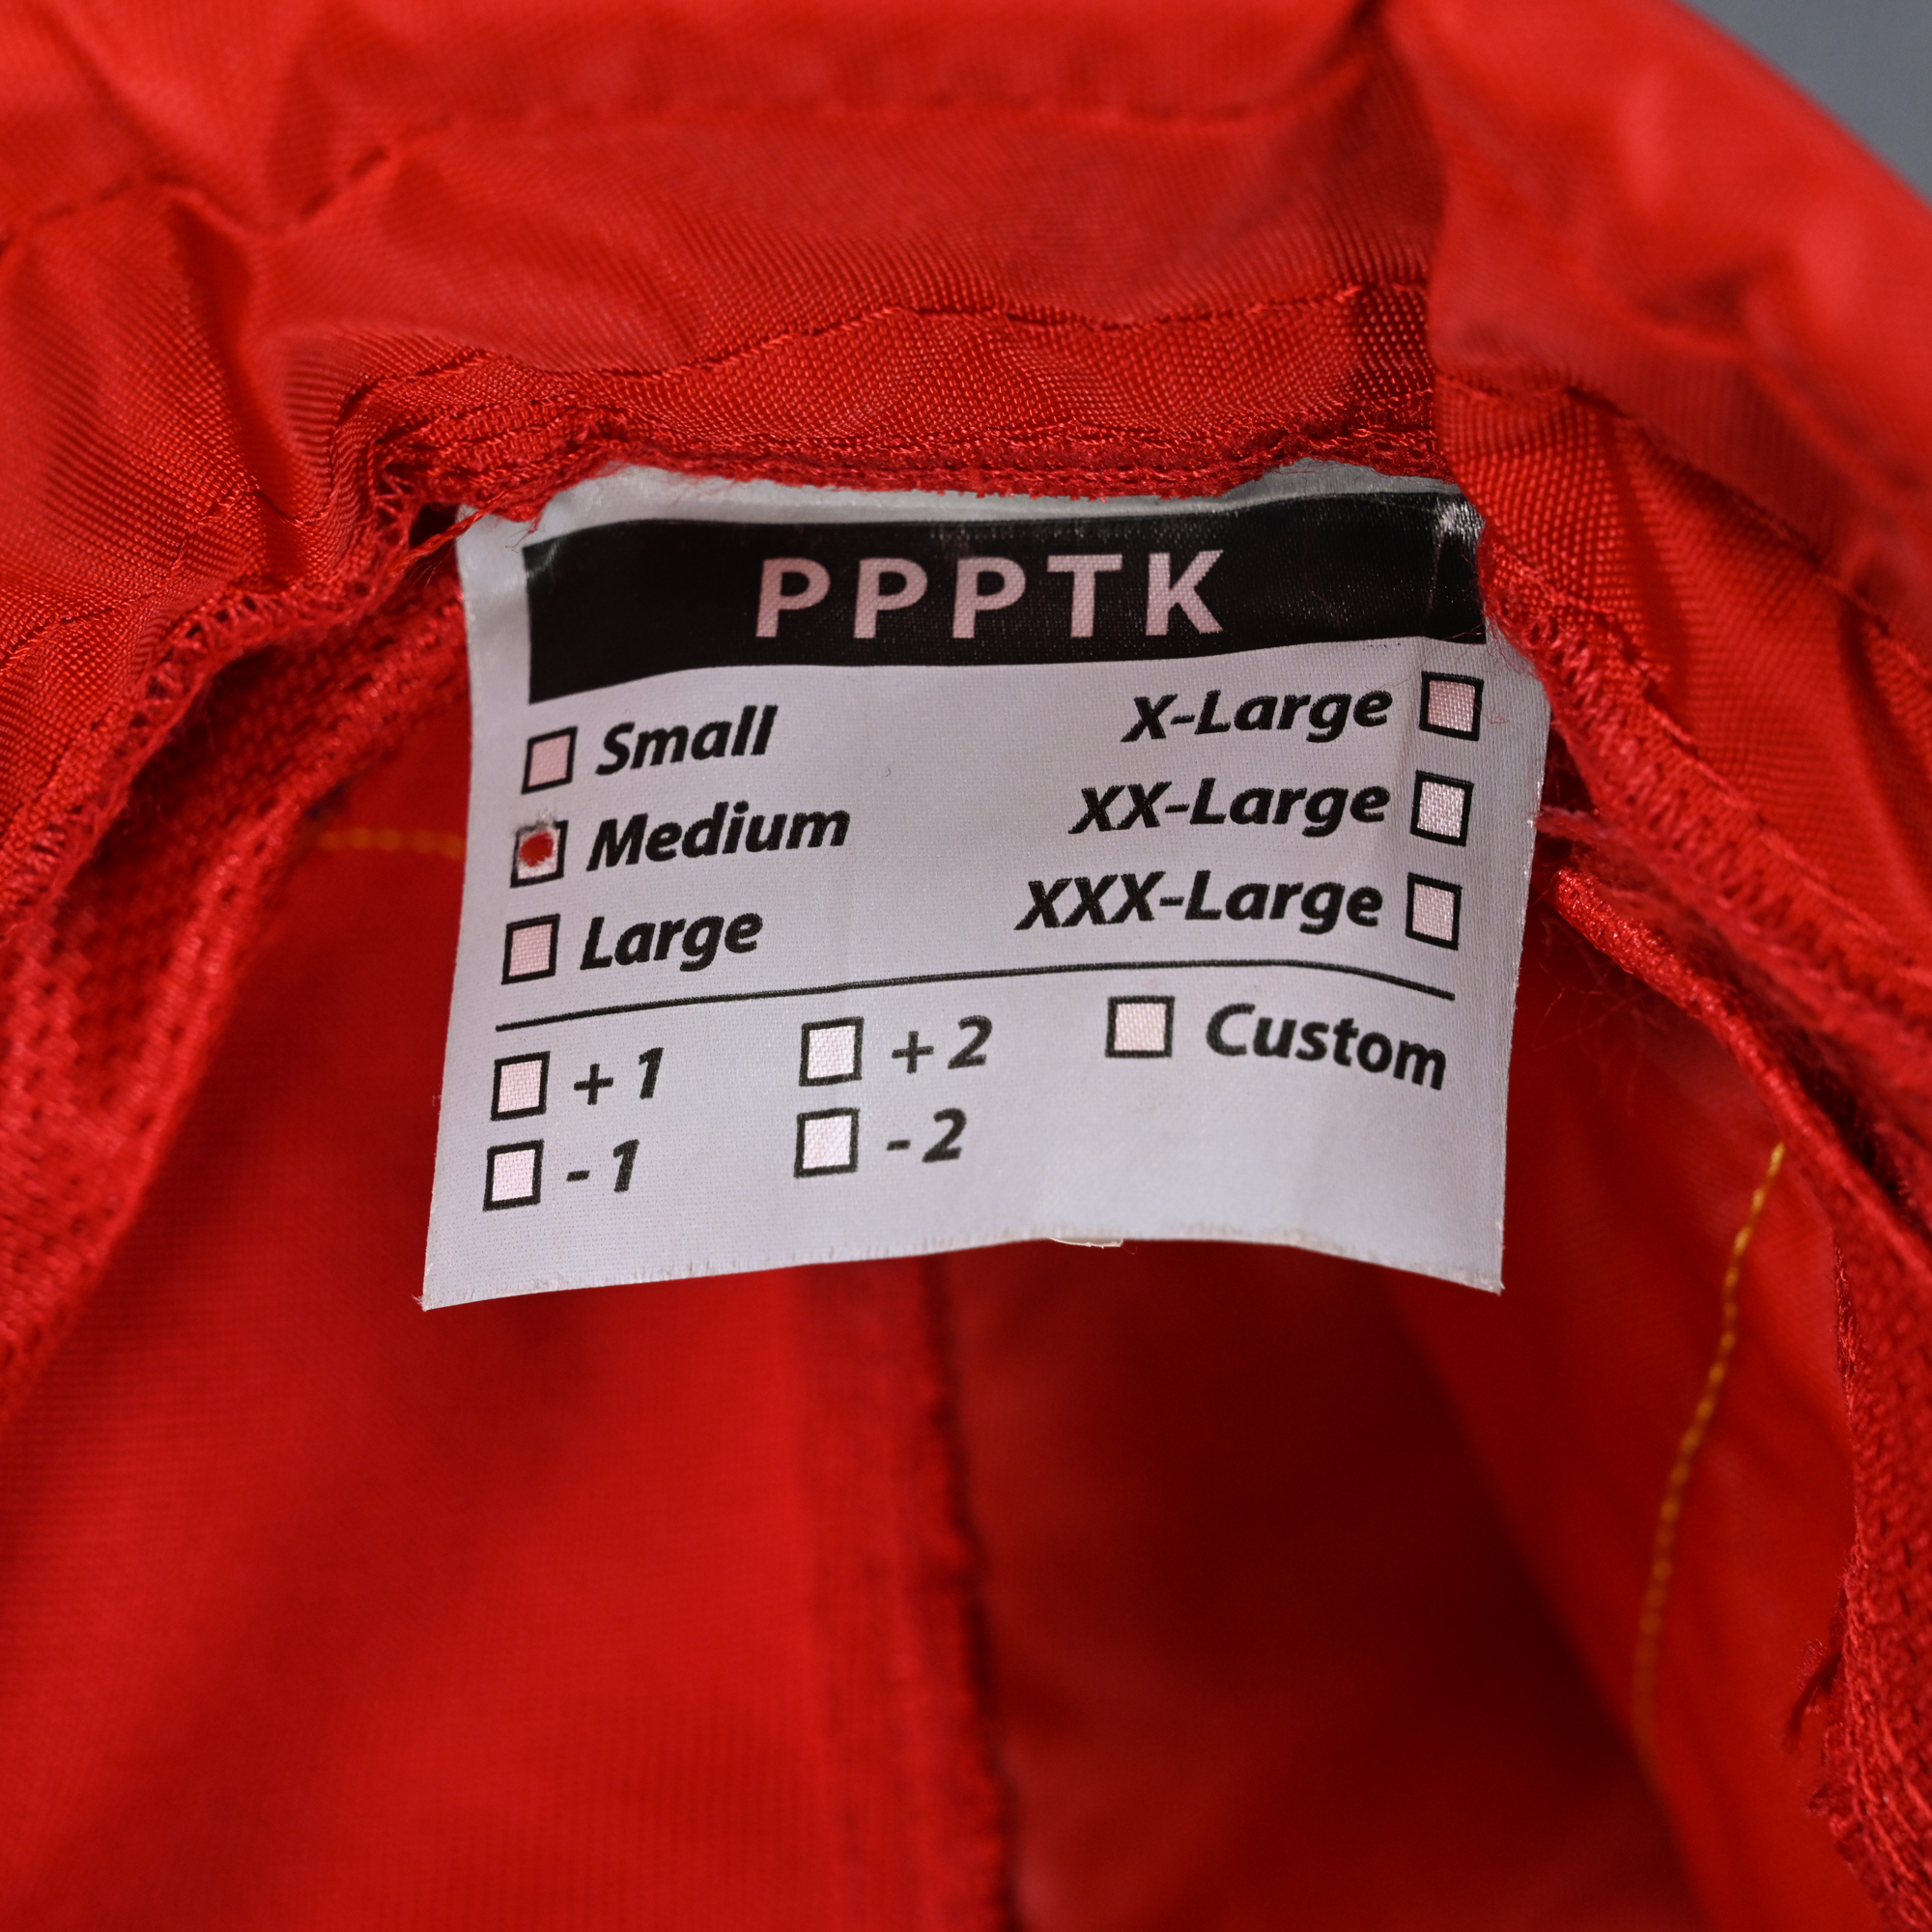 PPPTK
Small
Medium
Large
X-Large
XX-Large
XXX-Large
+1
+2
Custom
-1
-2